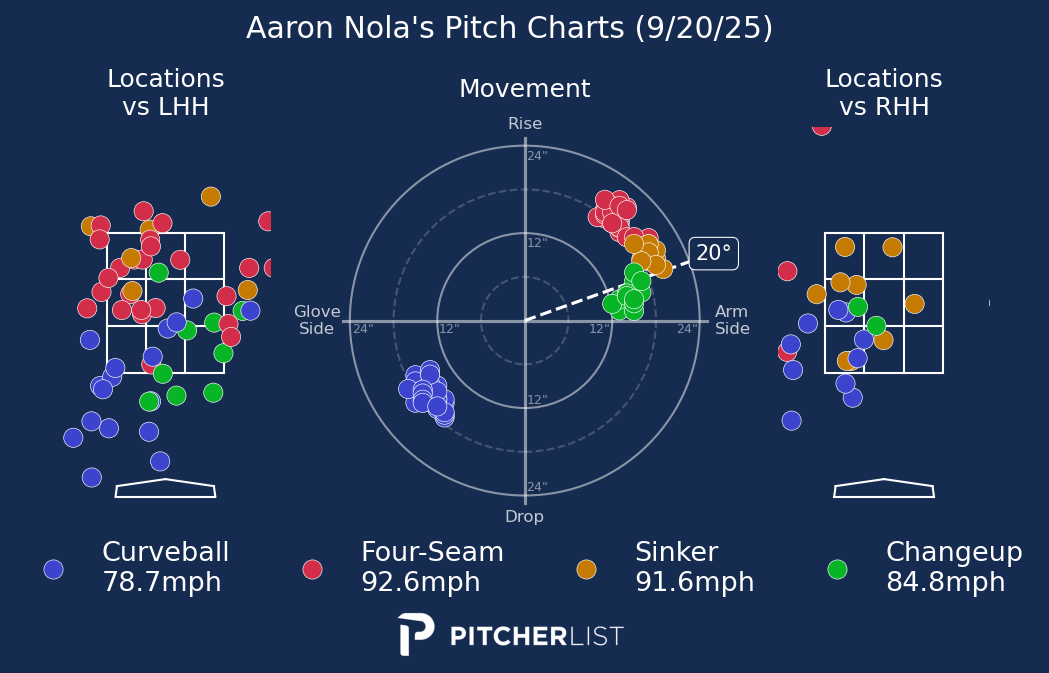 Aaron Nola's Pitch Charts (9/20/25)
Locations
vs LHH
Movement
Locations
vs RHH
Rise
24"
12"
20°
Glove
Side
24"
12"
12"
24"
Arm
Side
12"
24"
Drop
Curveball
78.7mph
Four-Seam
92.6mph
Sinker
91.6mph
Changeup
84.8mph
PITCHERLIST